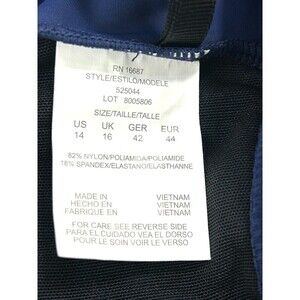 RN 16687
STYLE/ESTILO/MODELE
525044
LOT 8005806
SIZE/TAILLE/TALLE
US UK GER EUR
14 16 42 44
82% NYLON/POLIAMIDA/POLIAMIDE
18% SPANDEX/ELASTANO/ELASTHANNE
MADE IN VIETNAM
HECHO EN VIETNAM
FABRIQUE EN VIETNAM
FOR CARE SEE REVERSE SIDE
PARA EL CUIDADO VEA EL DORSO
POUR LE SOIN VOIR LE VERSO